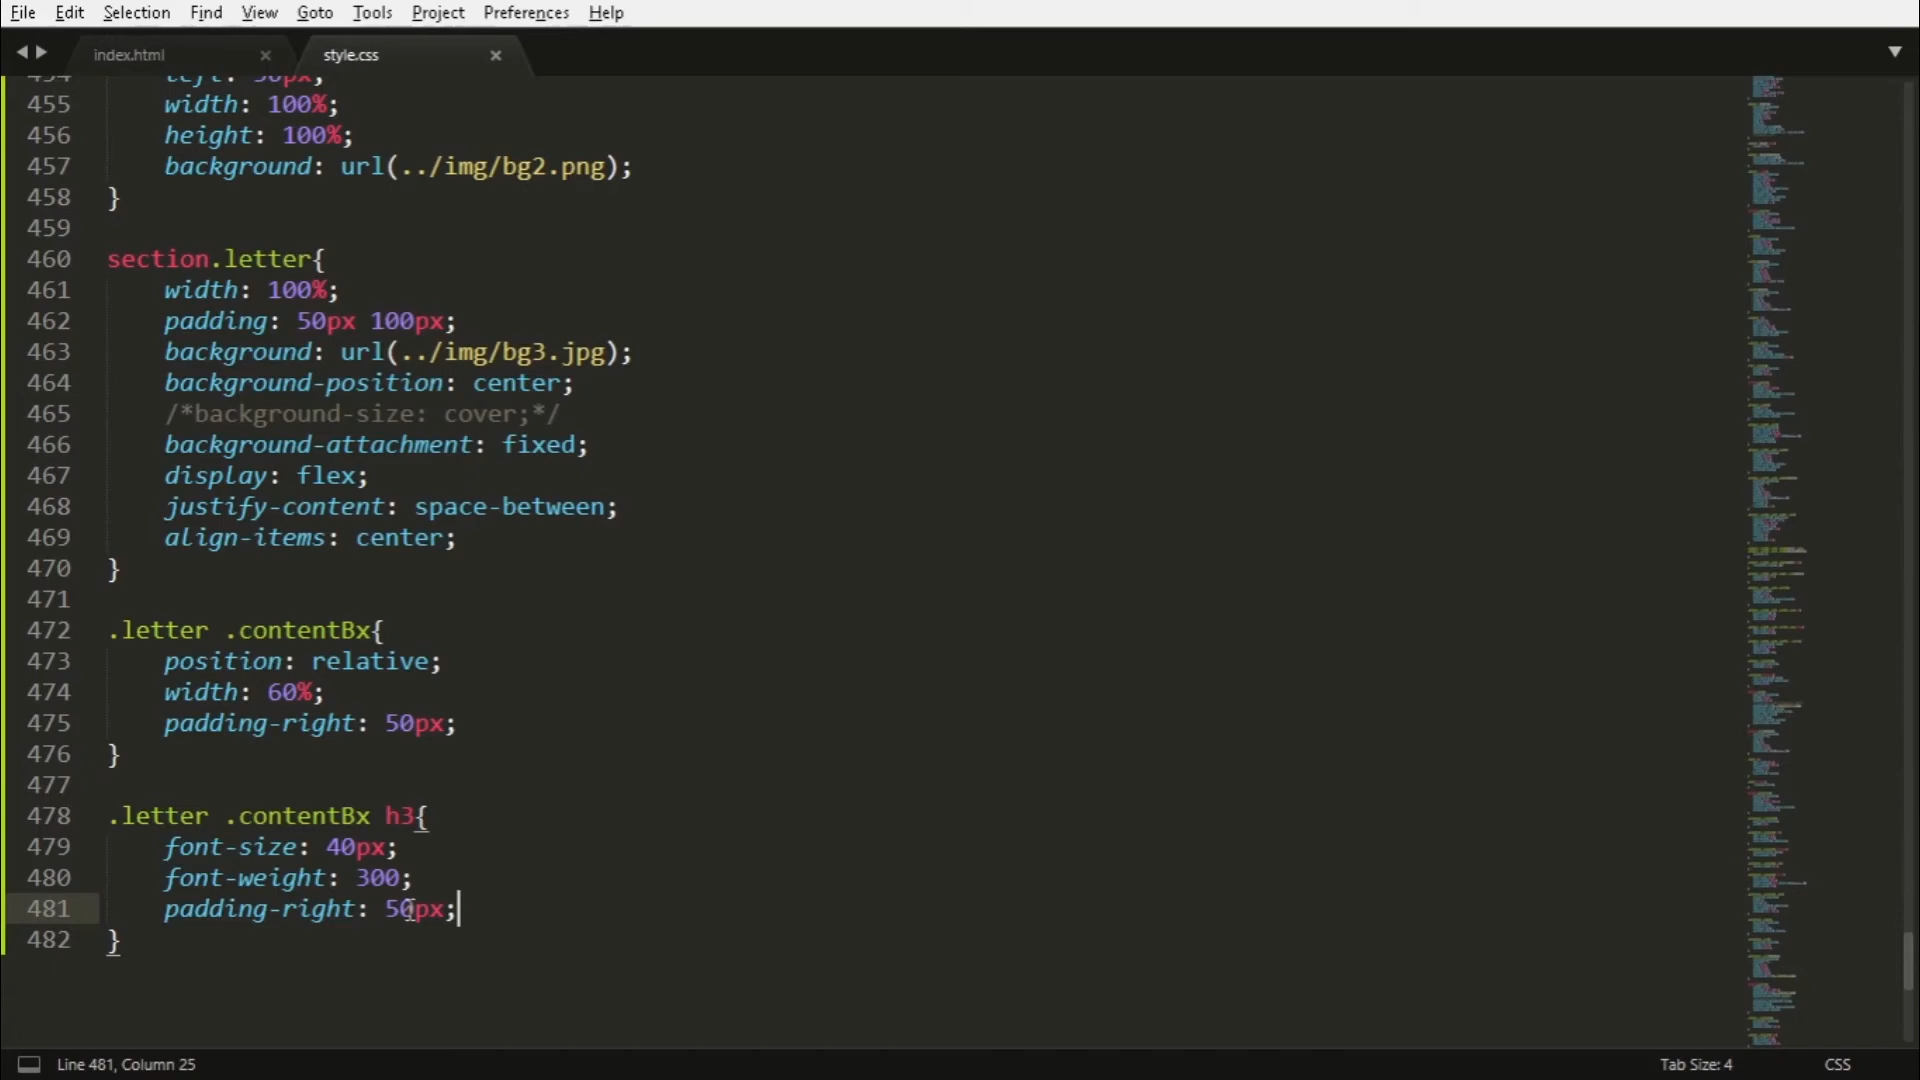 File Edit Selection Find View Goto Tools Project Preferences Help
index.html × style.css ×
454 left: 50px;
455 width: 100%;
456 height: 100%;
457 background: url(../img/bg2.png);
458 }
459
460 section.letter{
461 width: 100%;
462 padding: 50px 100px;
463 background: url(../img/bg3.jpg);
464 background-position: center;
465 /*background-size: cover;*/
466 background-attachment: fixed;
467 display: flex;
468 justify-content: space-between;
469 align-items: center;
470 }
471
472 .letter .contentBx{
473 position: relative;
474 width: 60%;
475 padding-right: 50px;
476 }
477
478 .letter .contentBx h3{
479 font-size: 40px;
480 font-weight: 300;
481 padding-right: 50px;
482 }
Line 481, Column 25 Tab Size: 4 CSS